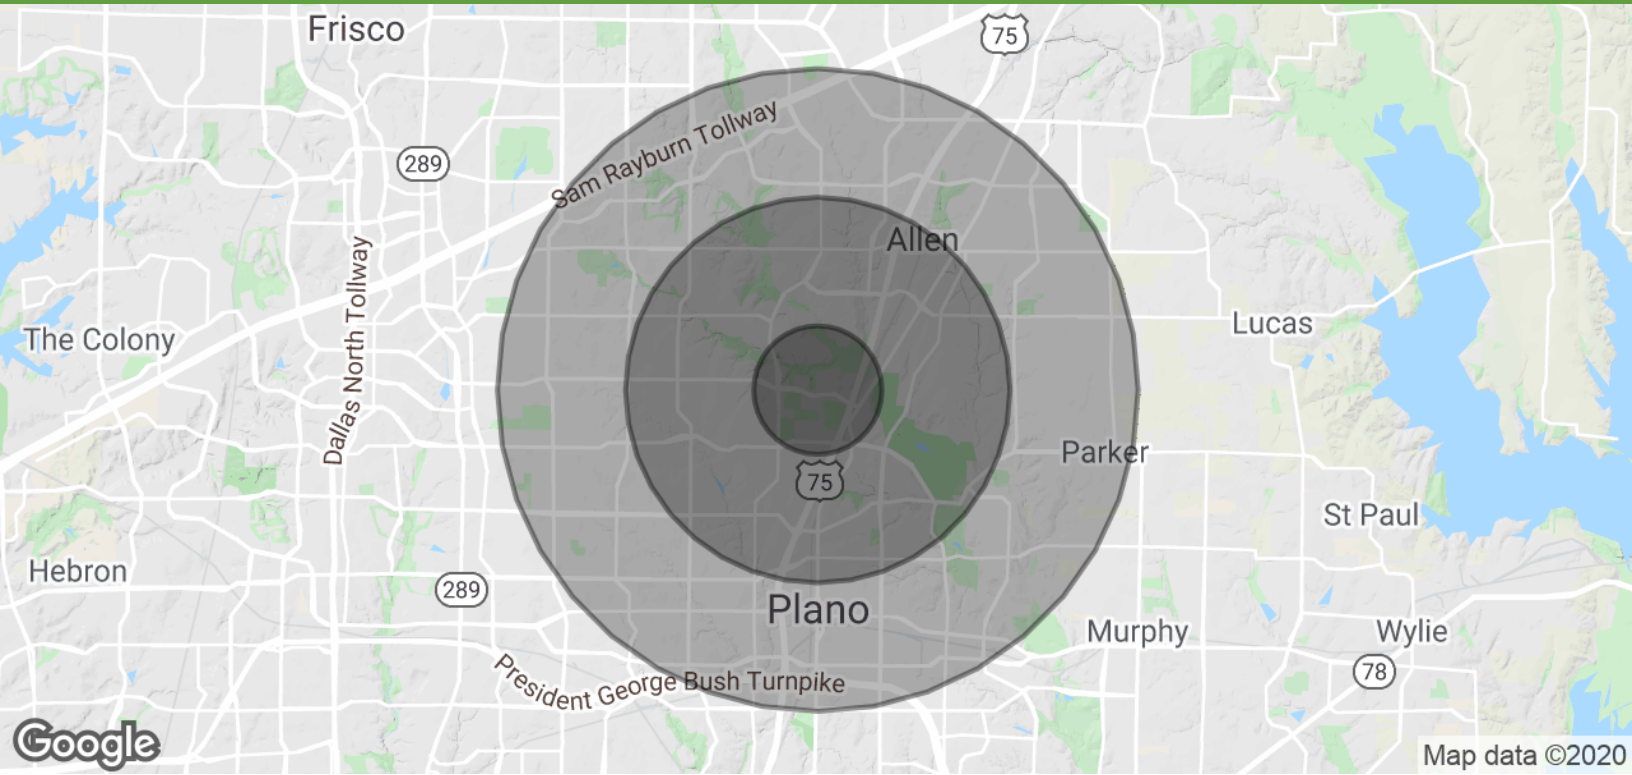 Frisco
75
Sam Rayburn Tollway
289
Allen
Dallas North Tollway
The Colony
Lucas
Parker
75
St Paul
Hebron
289
Plano
Murphy
Wylie
President George Bush Turnpike
78
Google
Map data ©2020